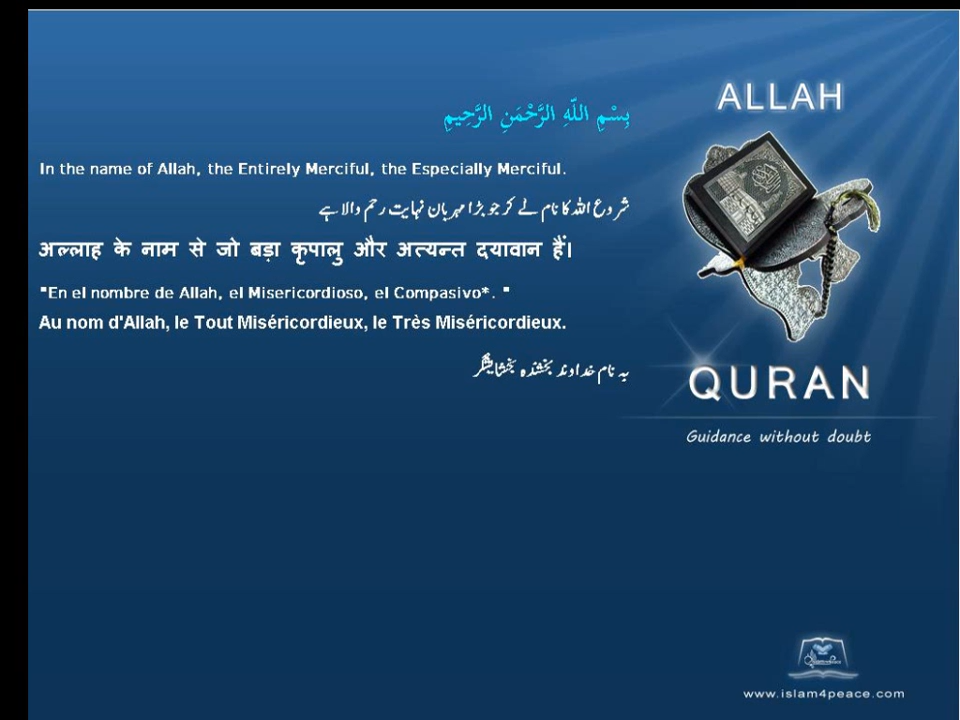 بِسْمِ اللّهِ الرَّحْمَنِ الرَّحِيمِ
In the name of Allah, the Entirely Merciful, the Especially Merciful.
شروع الله کا نام لے کر جو بڑا مہربان نہایت رحم والا ہے
अल्लाह के नाम से जो बड़ा कृपालु और अत्यन्त दयावान हैं।
"En el nombre de Allah, el Misericordioso, el Compasivo*. "
Au nom d'Allah, le Tout Miséricordieux, le Très Miséricordieux.
به نام خداوند بخشنده بخشایشگر
ALLAH
QURAN
Guidance without doubt
www.islam4peace.com